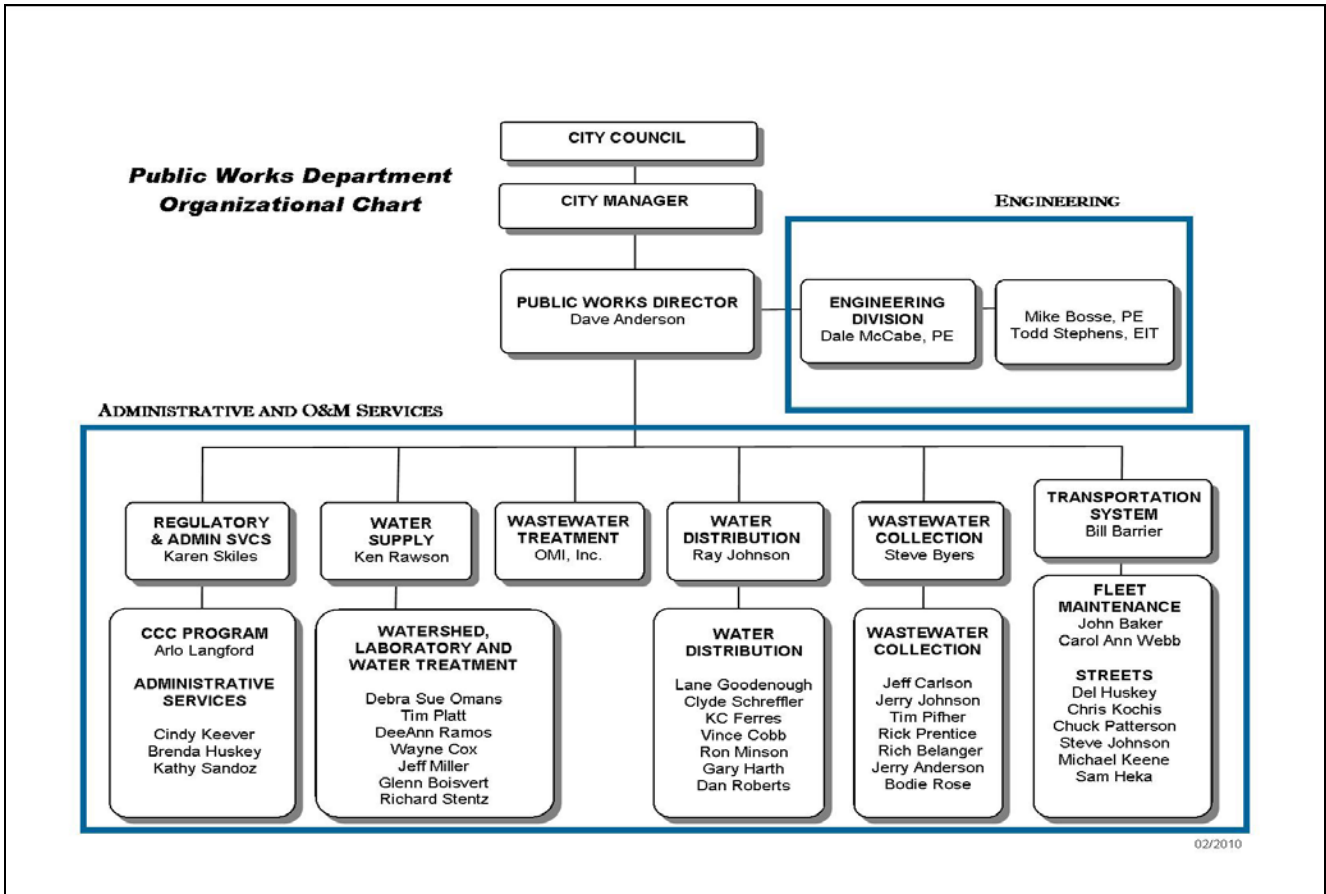 CITY COUNCIL
Public Works Department
Organizational Chart
CITY MANAGER
ENGINEERING
PUBLIC WORKS DIRECTOR
Dave Anderson
ENGINEERING
DIVISION
Dale McCabe, PE
Mike Bosse, PE
Todd Stephens, EIT
ADMINISTRATIVE AND O&M SERVICES
REGULATORY
& ADMIN SVCS
Karen Skiles
WATER
SUPPLY
Ken Rawson
WASTEWATER
TREATMENT
OMI, Inc.
WATER
DISTRIBUTION
Ray Johnson
WASTEWATER
COLLECTION
Steve Byers
TRANSPORTATION
SYSTEM
Bill Barrier
CCC PROGRAM
Arlo Langford
ADMINISTRATIVE
SERVICES
Cindy Keever
Brenda Huskey
Kathy Sandoz
WATERSHED,
LABORATORY AND
WATER TREATMENT
Debra Sue Omans
Tim Platt
DeeAnn Ramos
Wayne Cox
Jeff Miller
Glenn Boisvert
Richard Stentz
WATER
DISTRIBUTION
Lane Goodenough
Clyde Schreffler
KC Ferres
Vince Cobb
Ron Minson
Gary Harth
Dan Roberts
WASTEWATER
COLLECTION
Jeff Carlson
Jerry Johnson
Tim Pifher
Rick Prentice
Rich Belanger
Jerry Anderson
Bodie Rose
FLEET
MAINTENANCE
John Baker
Carol Ann Webb
STREETS
Del Huskey
Chris Kochis
Chuck Patterson
Steve Johnson
Michael Keene
Sam Heka
02/2010